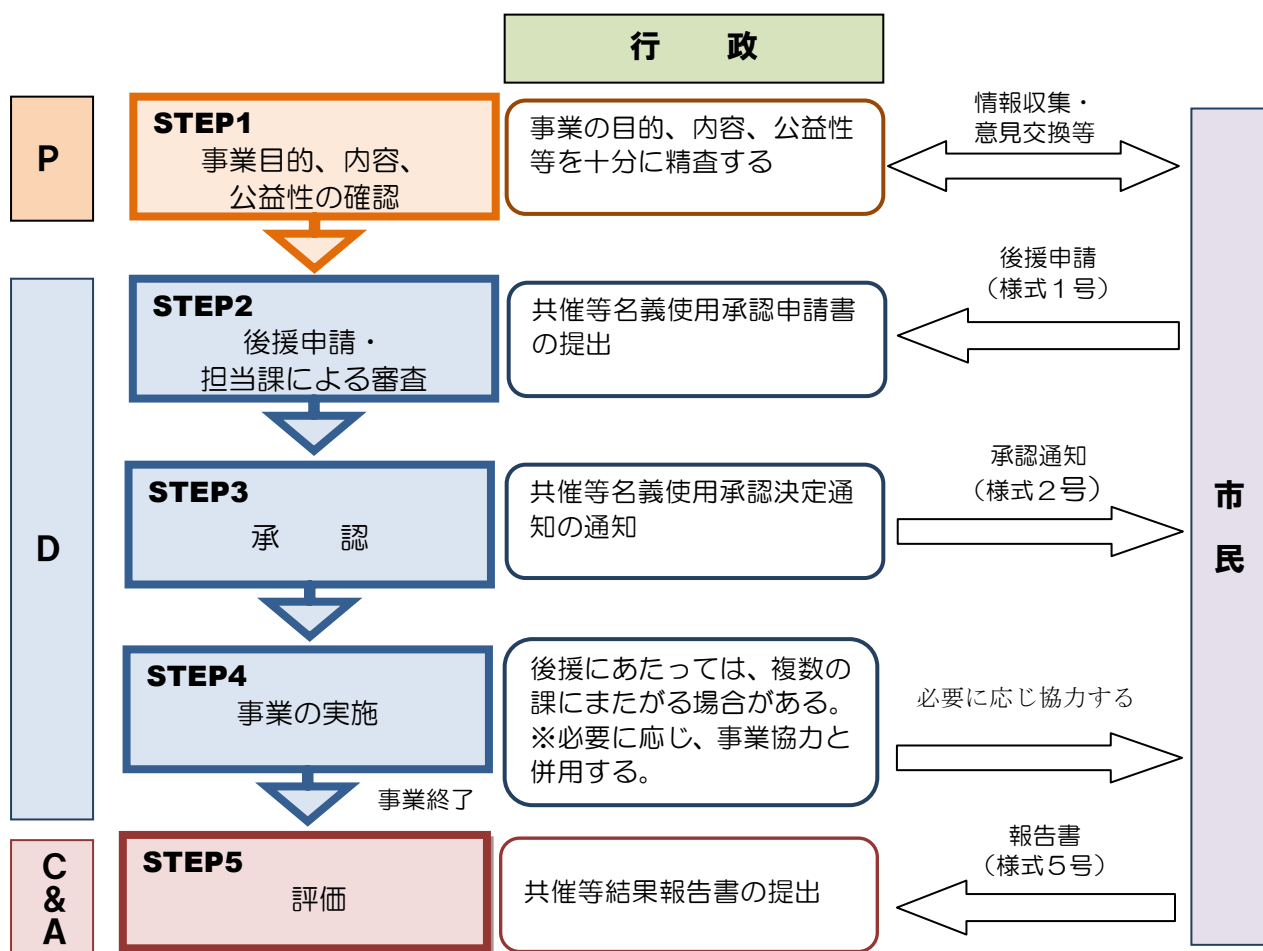 行　　政
P
STEP1
事業目的、内容、
公益性の確認
事業の目的、内容、公益性
等を十分に精査する
情報収集・
意見交換等
D
STEP2
後援申請・
担当課による審査
共催等名義使用承認申請書
の提出
後援申請
（様式１号）
STEP3
承　　認
共催等名義使用承認決定通
知の通知
承認通知
（様式２号）
市
民
STEP4
事業の実施
後援にあたっては、複数の
課にまたがる場合がある。
※必要に応じ、事業協力と
併用する。
必要に応じ協力する
事業終了
C
&
A
STEP5
評価
共催等結果報告書の提出
報告書
（様式５号）